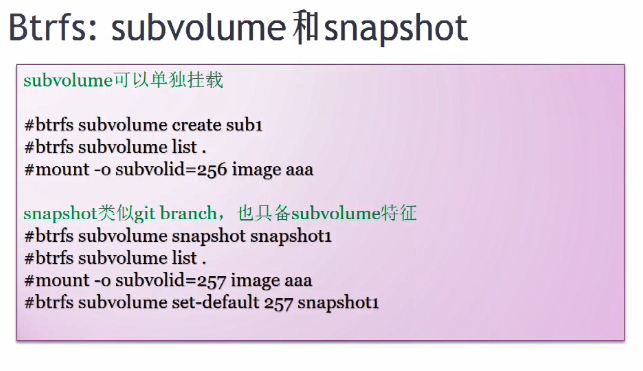 Btrfs: subvolume和snapshot
subvolume可以单独挂载
#btrfs subvolume create sub1
#btrfs subvolume list .
#mount -o subvolid=256 image aaa
snapshot类似git branch，也具备subvolume特征
#btrfs subvolume snapshot snapshot1
#btrfs subvolume list .
#mount -o subvolid=257 image aaa
#btrfs subvolume set-default 257 snapshot1